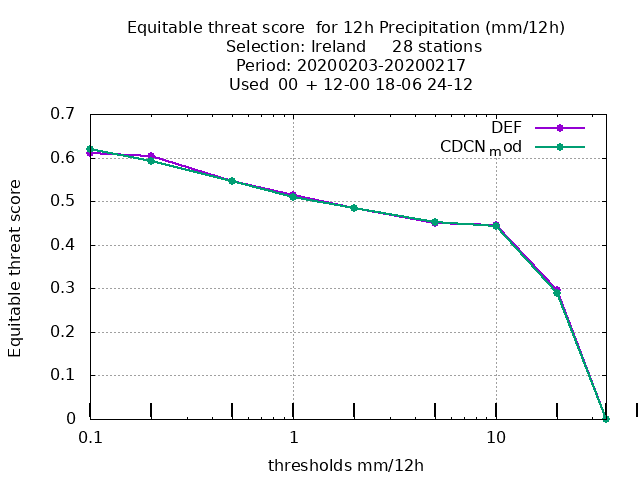 Equitable threat score  for 12h Precipitation (mm/12h)
Selection: Ireland     28 stations
Period: 20200203-20200217
Used  00 + 12-00 18-06 24-12
DEF
CDCNmod
Equitable threat score
0.7
0.6
0.5
0.4
0.3
0.2
0.1
0
0.1 1 10
thresholds mm/12h